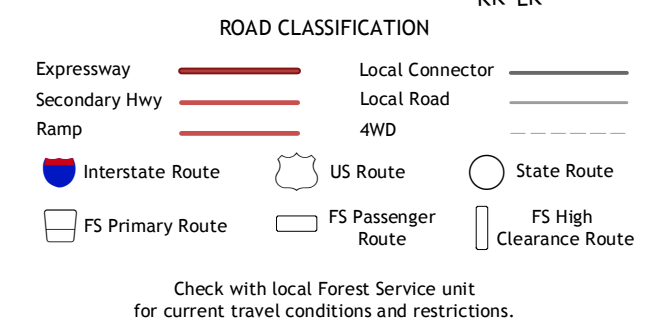 ROAD CLASSIFICATION
Expressway
Local Connector
Secondary Hwy
Local Road
Ramp
4WD
Interstate Route
US Route
State Route
FS Primary Route
FS Passenger
Route
FS High
Clearance Route
Check with local Forest Service unit
for current travel conditions and restrictions.